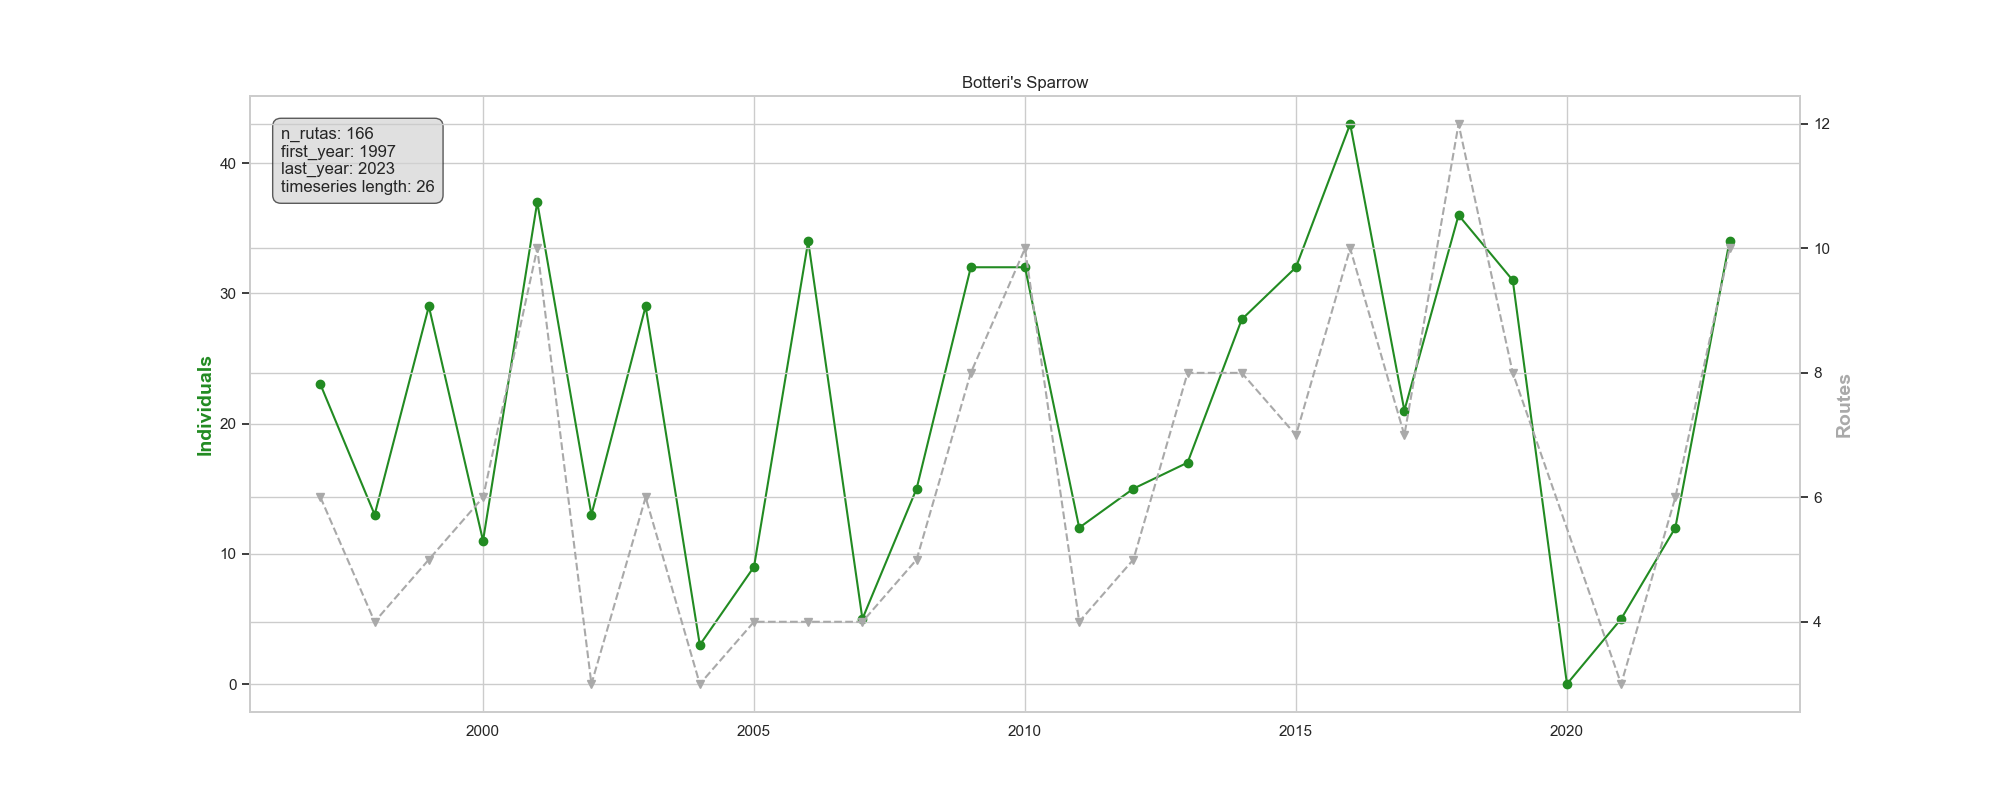 Botteri's Sparrow
n_rutas: 166
first_year: 1997
last_year: 2023
timeseries length: 26
40
30
20
10
0
Individuals
12
10
8
6
4
Routes
2000
2005
2010
2015
2020